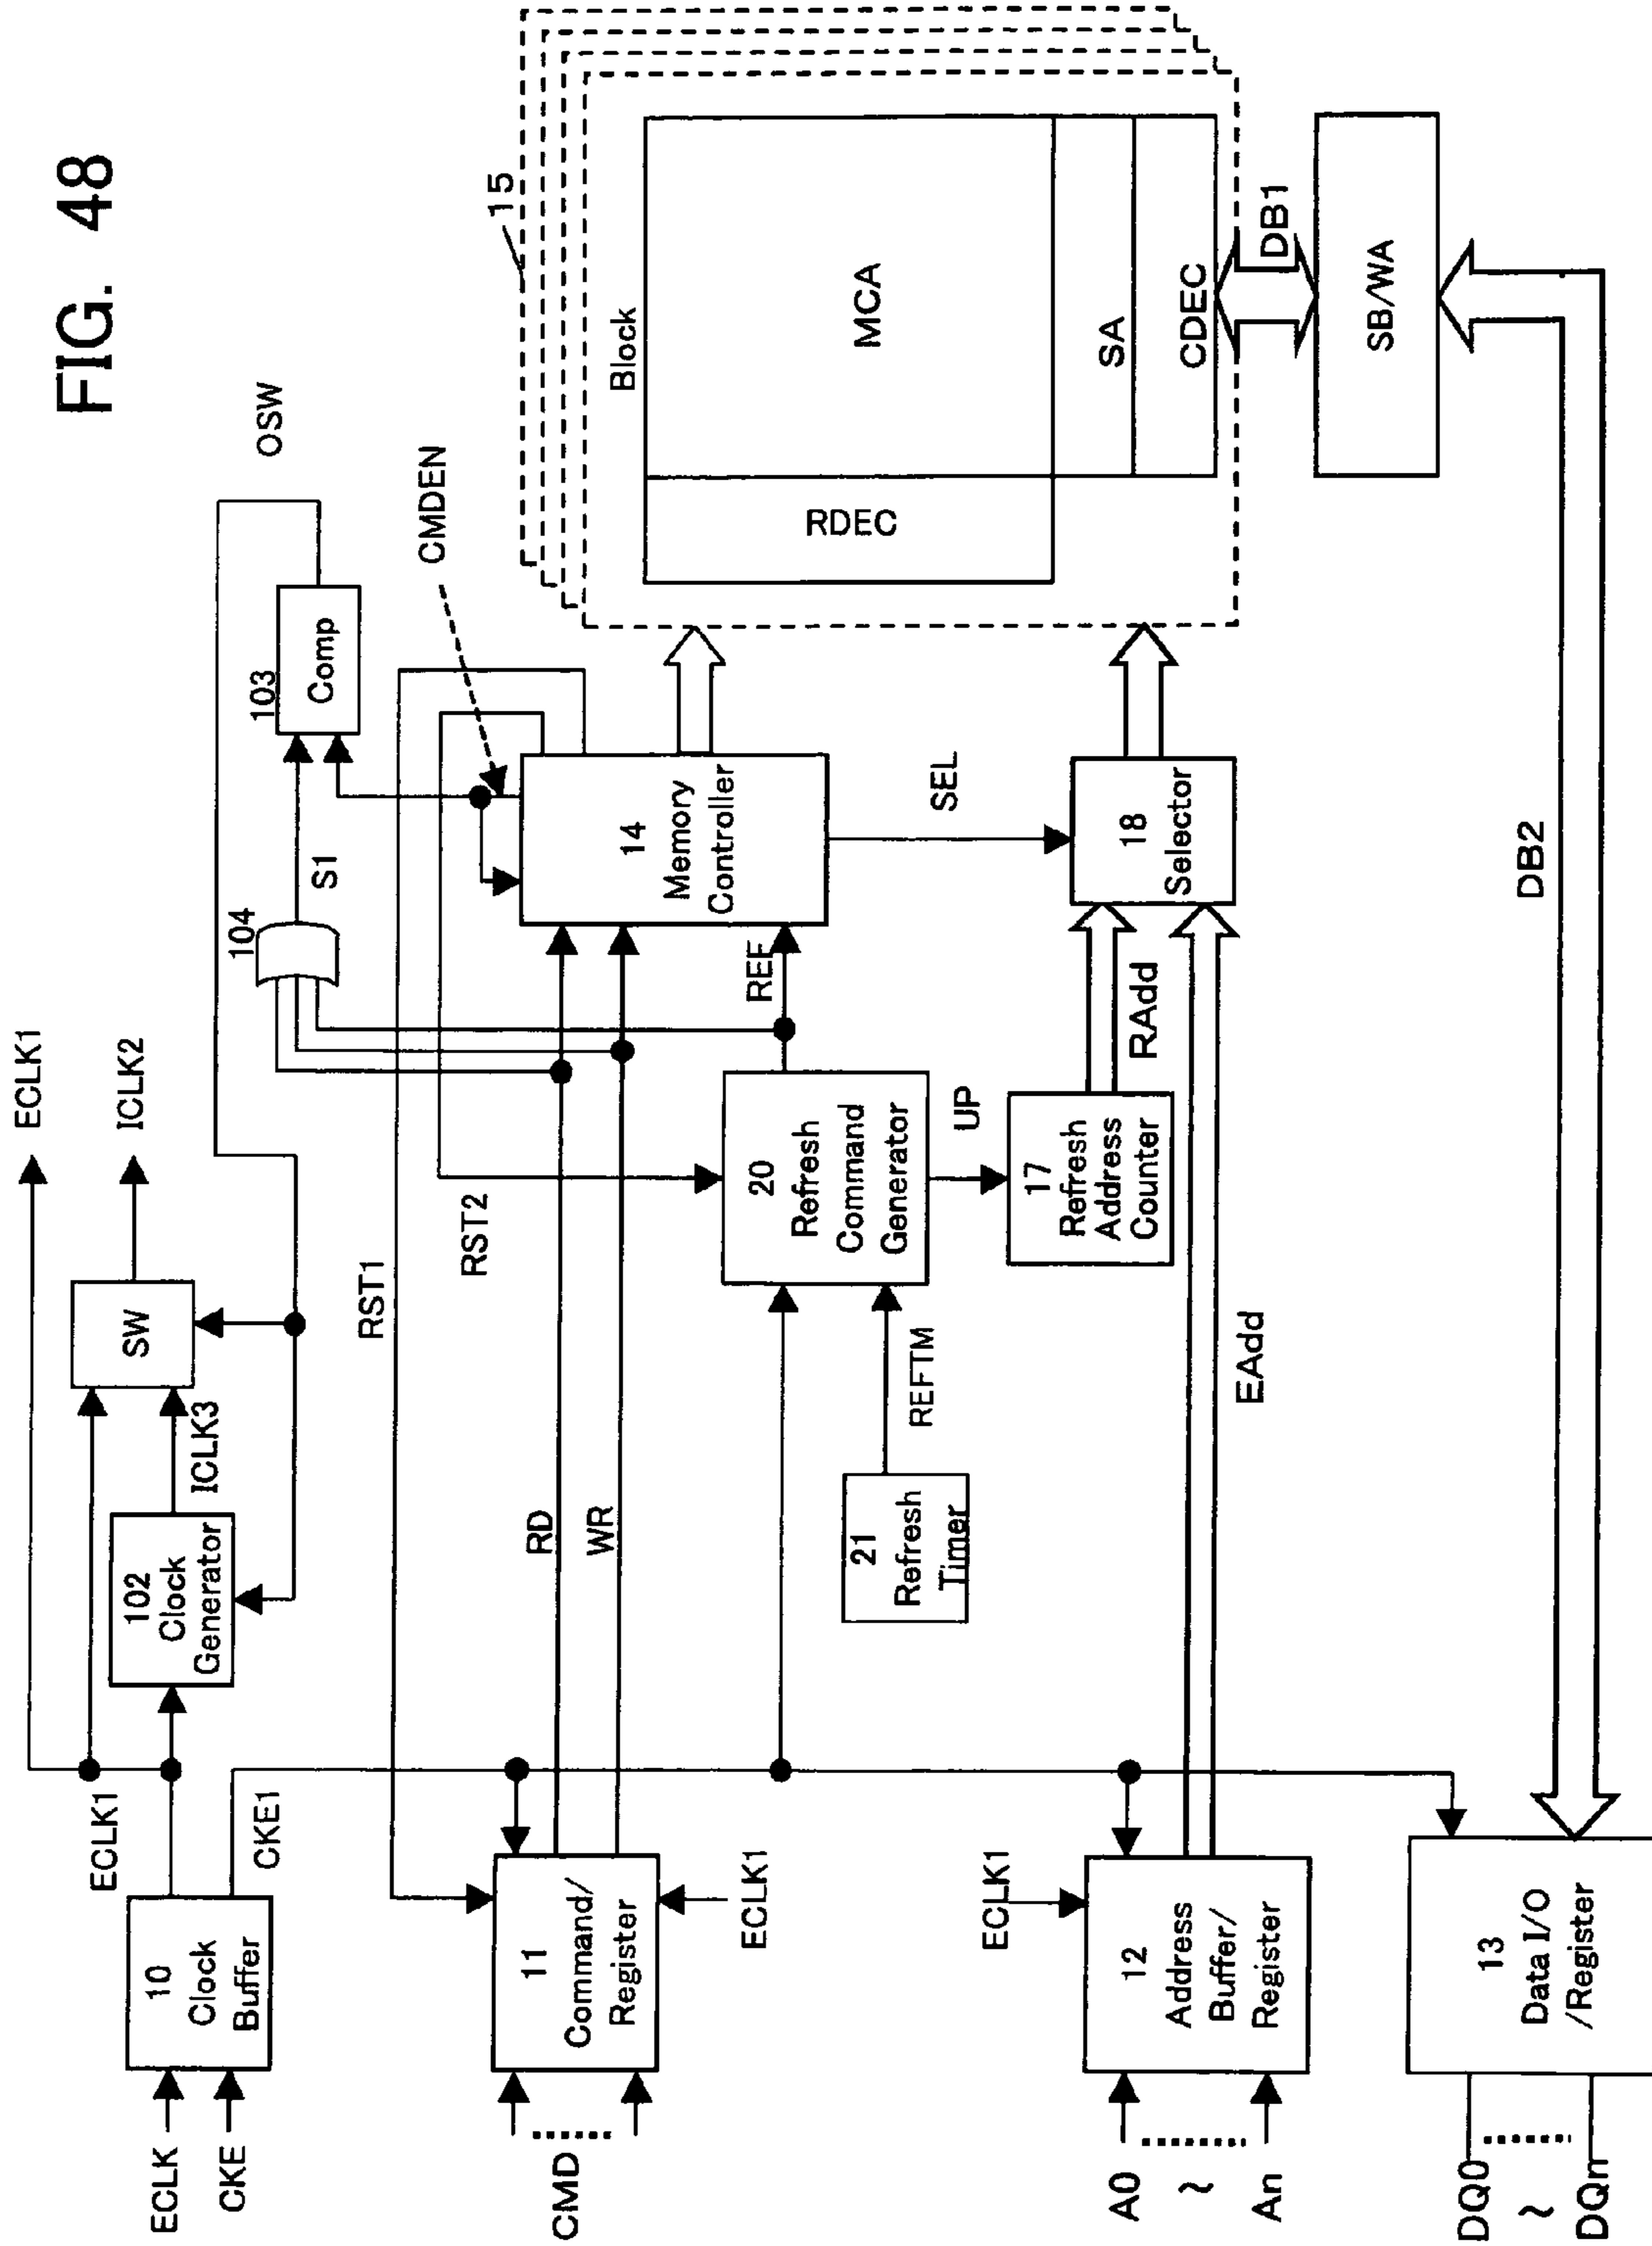 FIG. 48
ECLK1
ICLK2
OSW
ECLK1
ICLK3
SW
102
Clock
Generator
104
S1
103
Comp
CMDEN
15
ECLK
CKE
10
Clock
Buffer
CKE1
RST1
RST2
CMD
11
Command/
Register
ECLK1
RD
WR
REF
14
Memory
Controller
SEL
Block
MCA
RDEC
SA
CDEC
DB1
SB/WA
20
Refresh
Command
Generator
21
Refresh
Timer
REFTM
UP
17
Refresh
Address
Counter
RAdd
18
Selector
EAdd
ECLK1
A0
~
An
12
Address
Buffer/
Register
DQ0
~
DQn
13
Data I/O
/Register
DB2